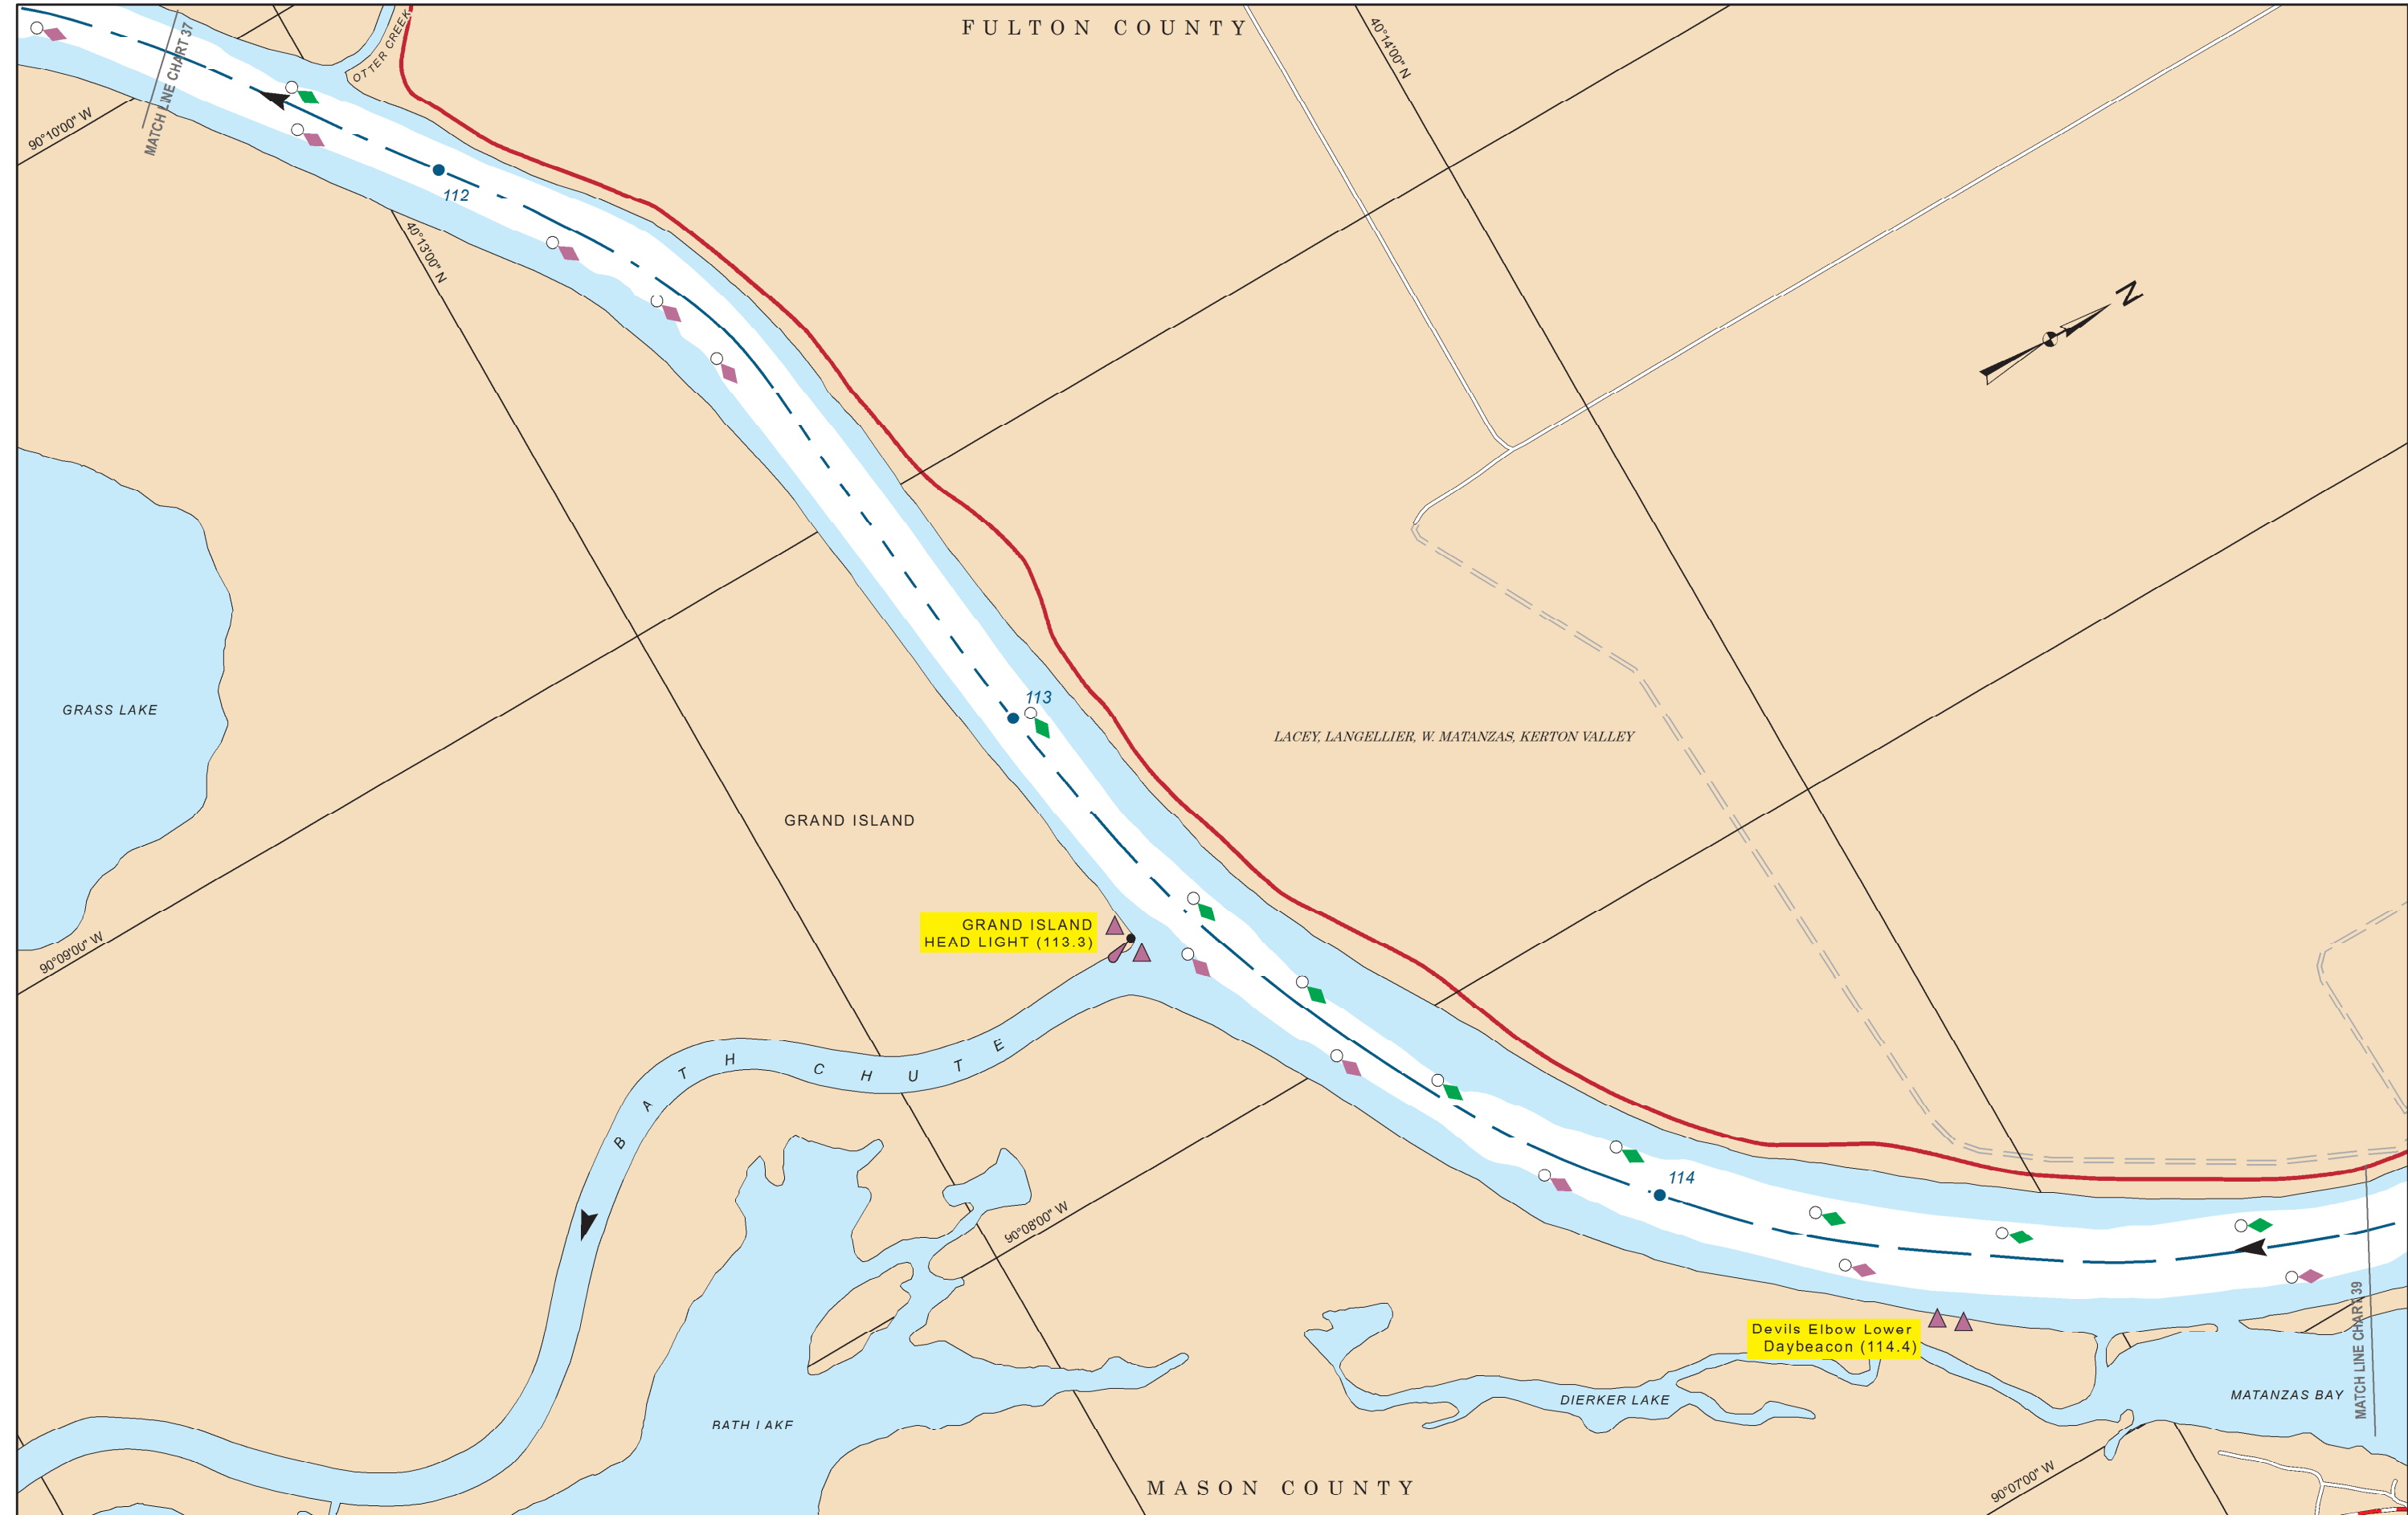 FULTON COUNTY
OTTER CREEK
MATCH LINE CHART 37
40°14'00" N
90°10'00" W
112
40°13'00" N
N
113
GRASS LAKE
LACEY, LANGELLIER, W. MATANZAS, KERTON VALLEY
GRAND ISLAND
GRAND ISLAND
HEAD LIGHT (113.3)
90°09'00" W
BATH CHUTE
114
90°08'00" W
Devils Elbow Lower
Daybeacon (114.4)
MATCH LINE CHART 39
MATANZAS BAY
DIERKER LAKE
BATH LAKE
MASON COUNTY
90°07'00" W